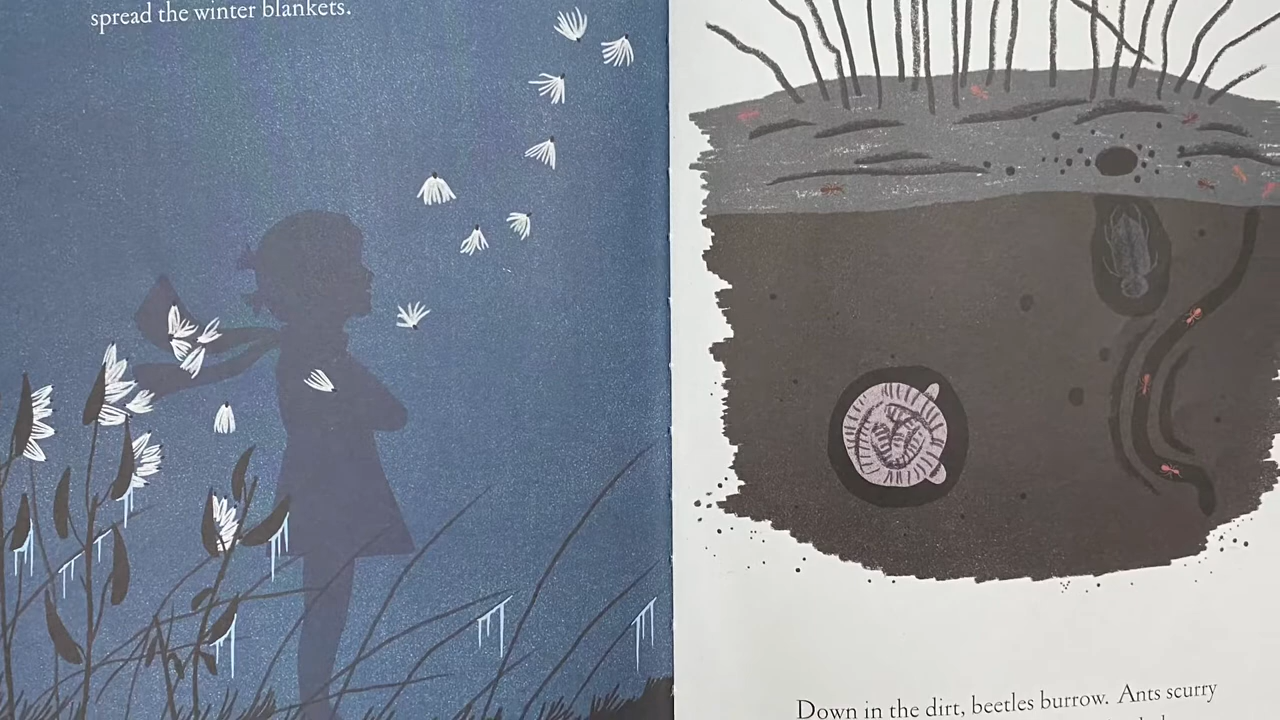 spread the winter blankets.
Down in the dirt, beetles burrow. Ants scurry